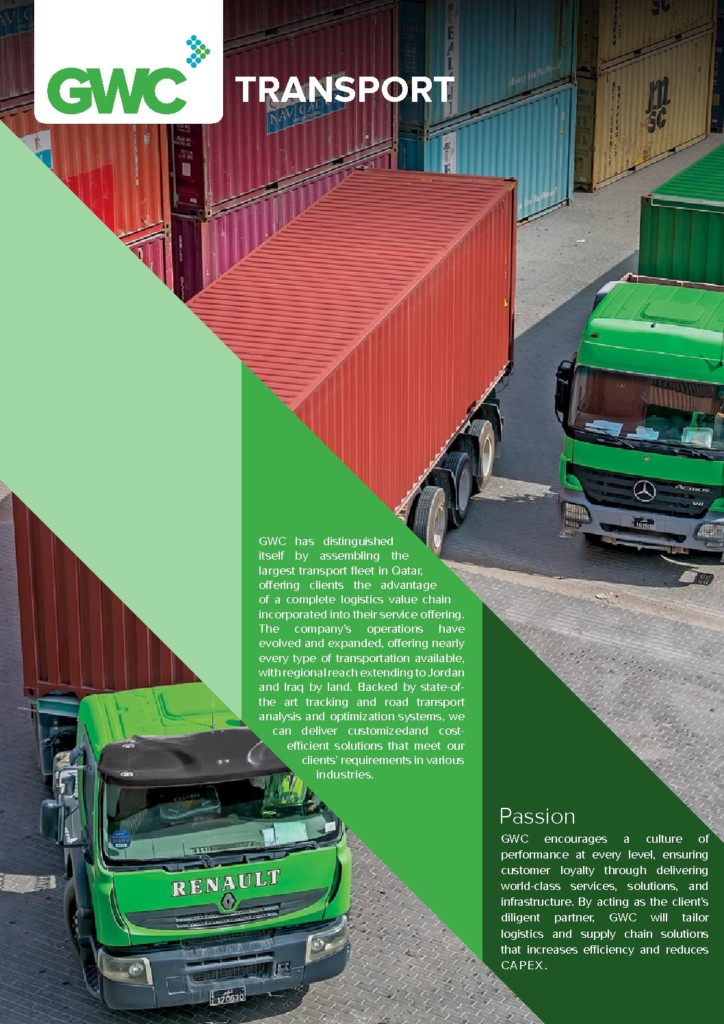 GWC
TRANSPORT
NAVIGAT
msc
GWC has distinguished
itself by assembling the
largest transport fleet in Qatar,
offering clients the advantage
of a complete logistics value chain
incorporated into their service offering.
The company's operations have
evolved and expanded, offering nearly
every type of transportation available,
with regional reach extending to Jordan
and Iraq by land. Backed by state-of-
the art tracking and road transport
analysis and optimization systems, we
can deliver customizedand cost-
efficient solutions that meet our
clients' requirements in various
industries.
ACTROS
RENAULT
170630
Passion
GWC encourages a culture of
performance at every level, ensuring
customer loyalty through delivering
world-class services, solutions, and
infrastructure. By acting as the client's
diligent partner, GWC will tailor
logistics and supply chain solutions
that increases efficiency and reduces
CAPEX.